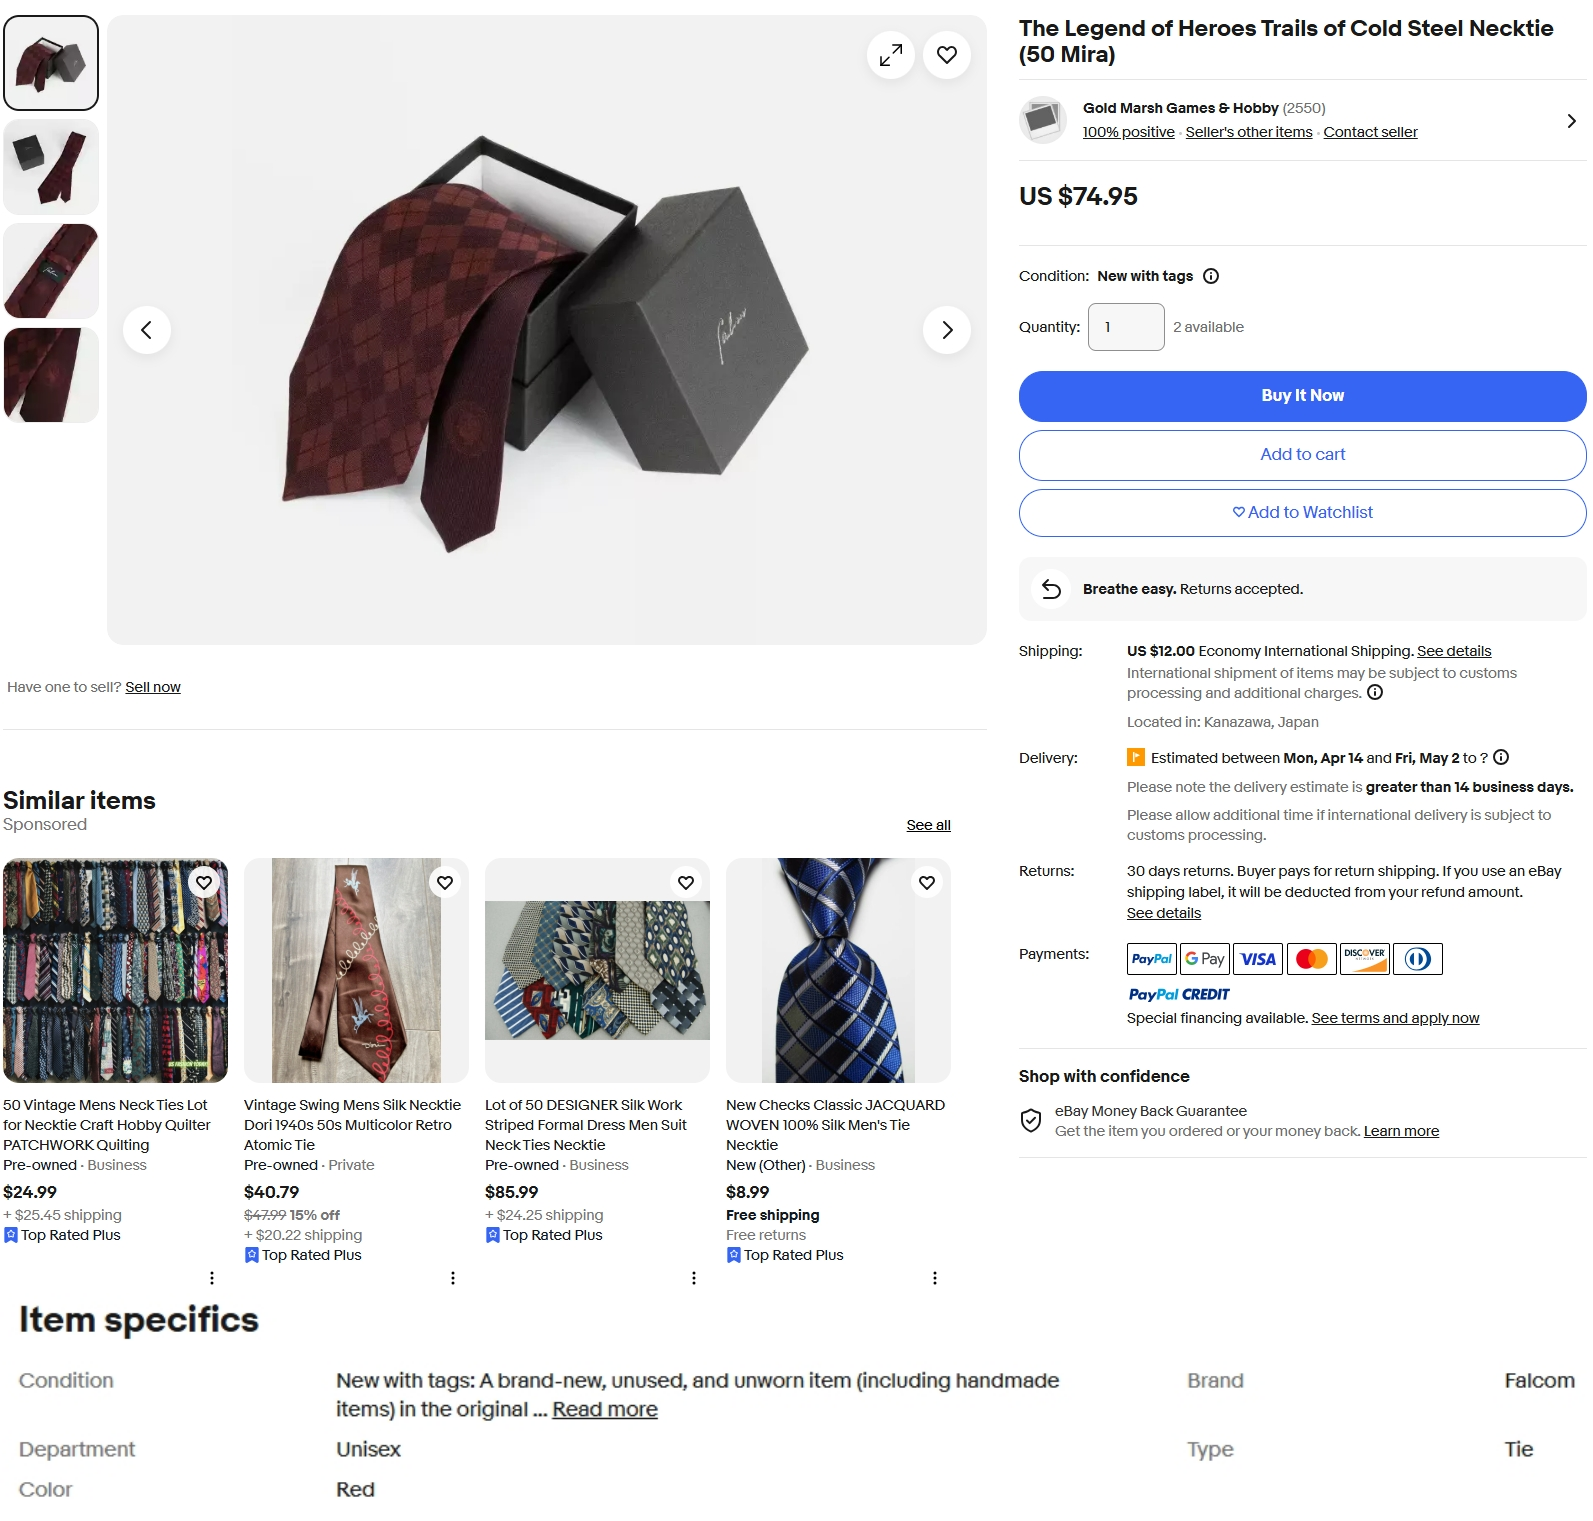 The Legend of Heroes Trails of Cold Steel Necktie
(50 Mira)
Gold Marsh Games & Hobby (2550)
100% positive · Seller's other items · Contact seller
US $74.95
Condition: New with tags
Quantity: 1 2 available
Buy It Now
Add to cart
Add to Watchlist
Breathe easy. Returns accepted.
Shipping: US $12.00 Economy International Shipping. See details
International shipment of items may be subject to customs
processing and additional charges.
Located in: Kanazawa, Japan
Delivery: Estimated between Mon, Apr 14 and Fri, May 2 to ?
Please note the delivery estimate is greater than 14 business days.
Please allow additional time if international delivery is subject to
customs processing.
Returns: 30 days returns. Buyer pays for return shipping. If you use an eBay
shipping label, it will be deducted from your refund amount.
See details
Payments: PayPal G Pay VISA DISCOVER
PayPal CREDIT
Special financing available. See terms and apply now
Shop with confidence
eBay Money Back Guarantee
Get the item you ordered or your money back. Learn more
Have one to sell? Sell now
Similar items
Sponsored
See all
50 Vintage Mens Neck Ties Lot
for Necktie Craft Hobby Quilter
PATCHWORK Quilting
Pre-owned · Business
$24.99
+ $25.45 shipping
Top Rated Plus
Vintage Swing Mens Silk Necktie
Dori 1940s 50s Multicolor Retro
Atomic Tie
Pre-owned · Private
$40.79
$47.99 15% off
+ $20.22 shipping
Top Rated Plus
Lot of 50 DESIGNER Silk Work
Striped Formal Dress Men Suit
Neck Ties Necktie
Pre-owned · Business
$85.99
+ $24.25 shipping
Top Rated Plus
New Checks Classic JACQUARD
WOVEN 100% Silk Men's Tie
Necktie
New (Other) · Business
$8.99
Free shipping
Free returns
Top Rated Plus
Item specifics
Condition
New with tags: A brand-new, unused, and unworn item (including handmade
items) in the original ... Read more
Brand
Falcom
Department
Unisex
Type
Tie
Color
Red